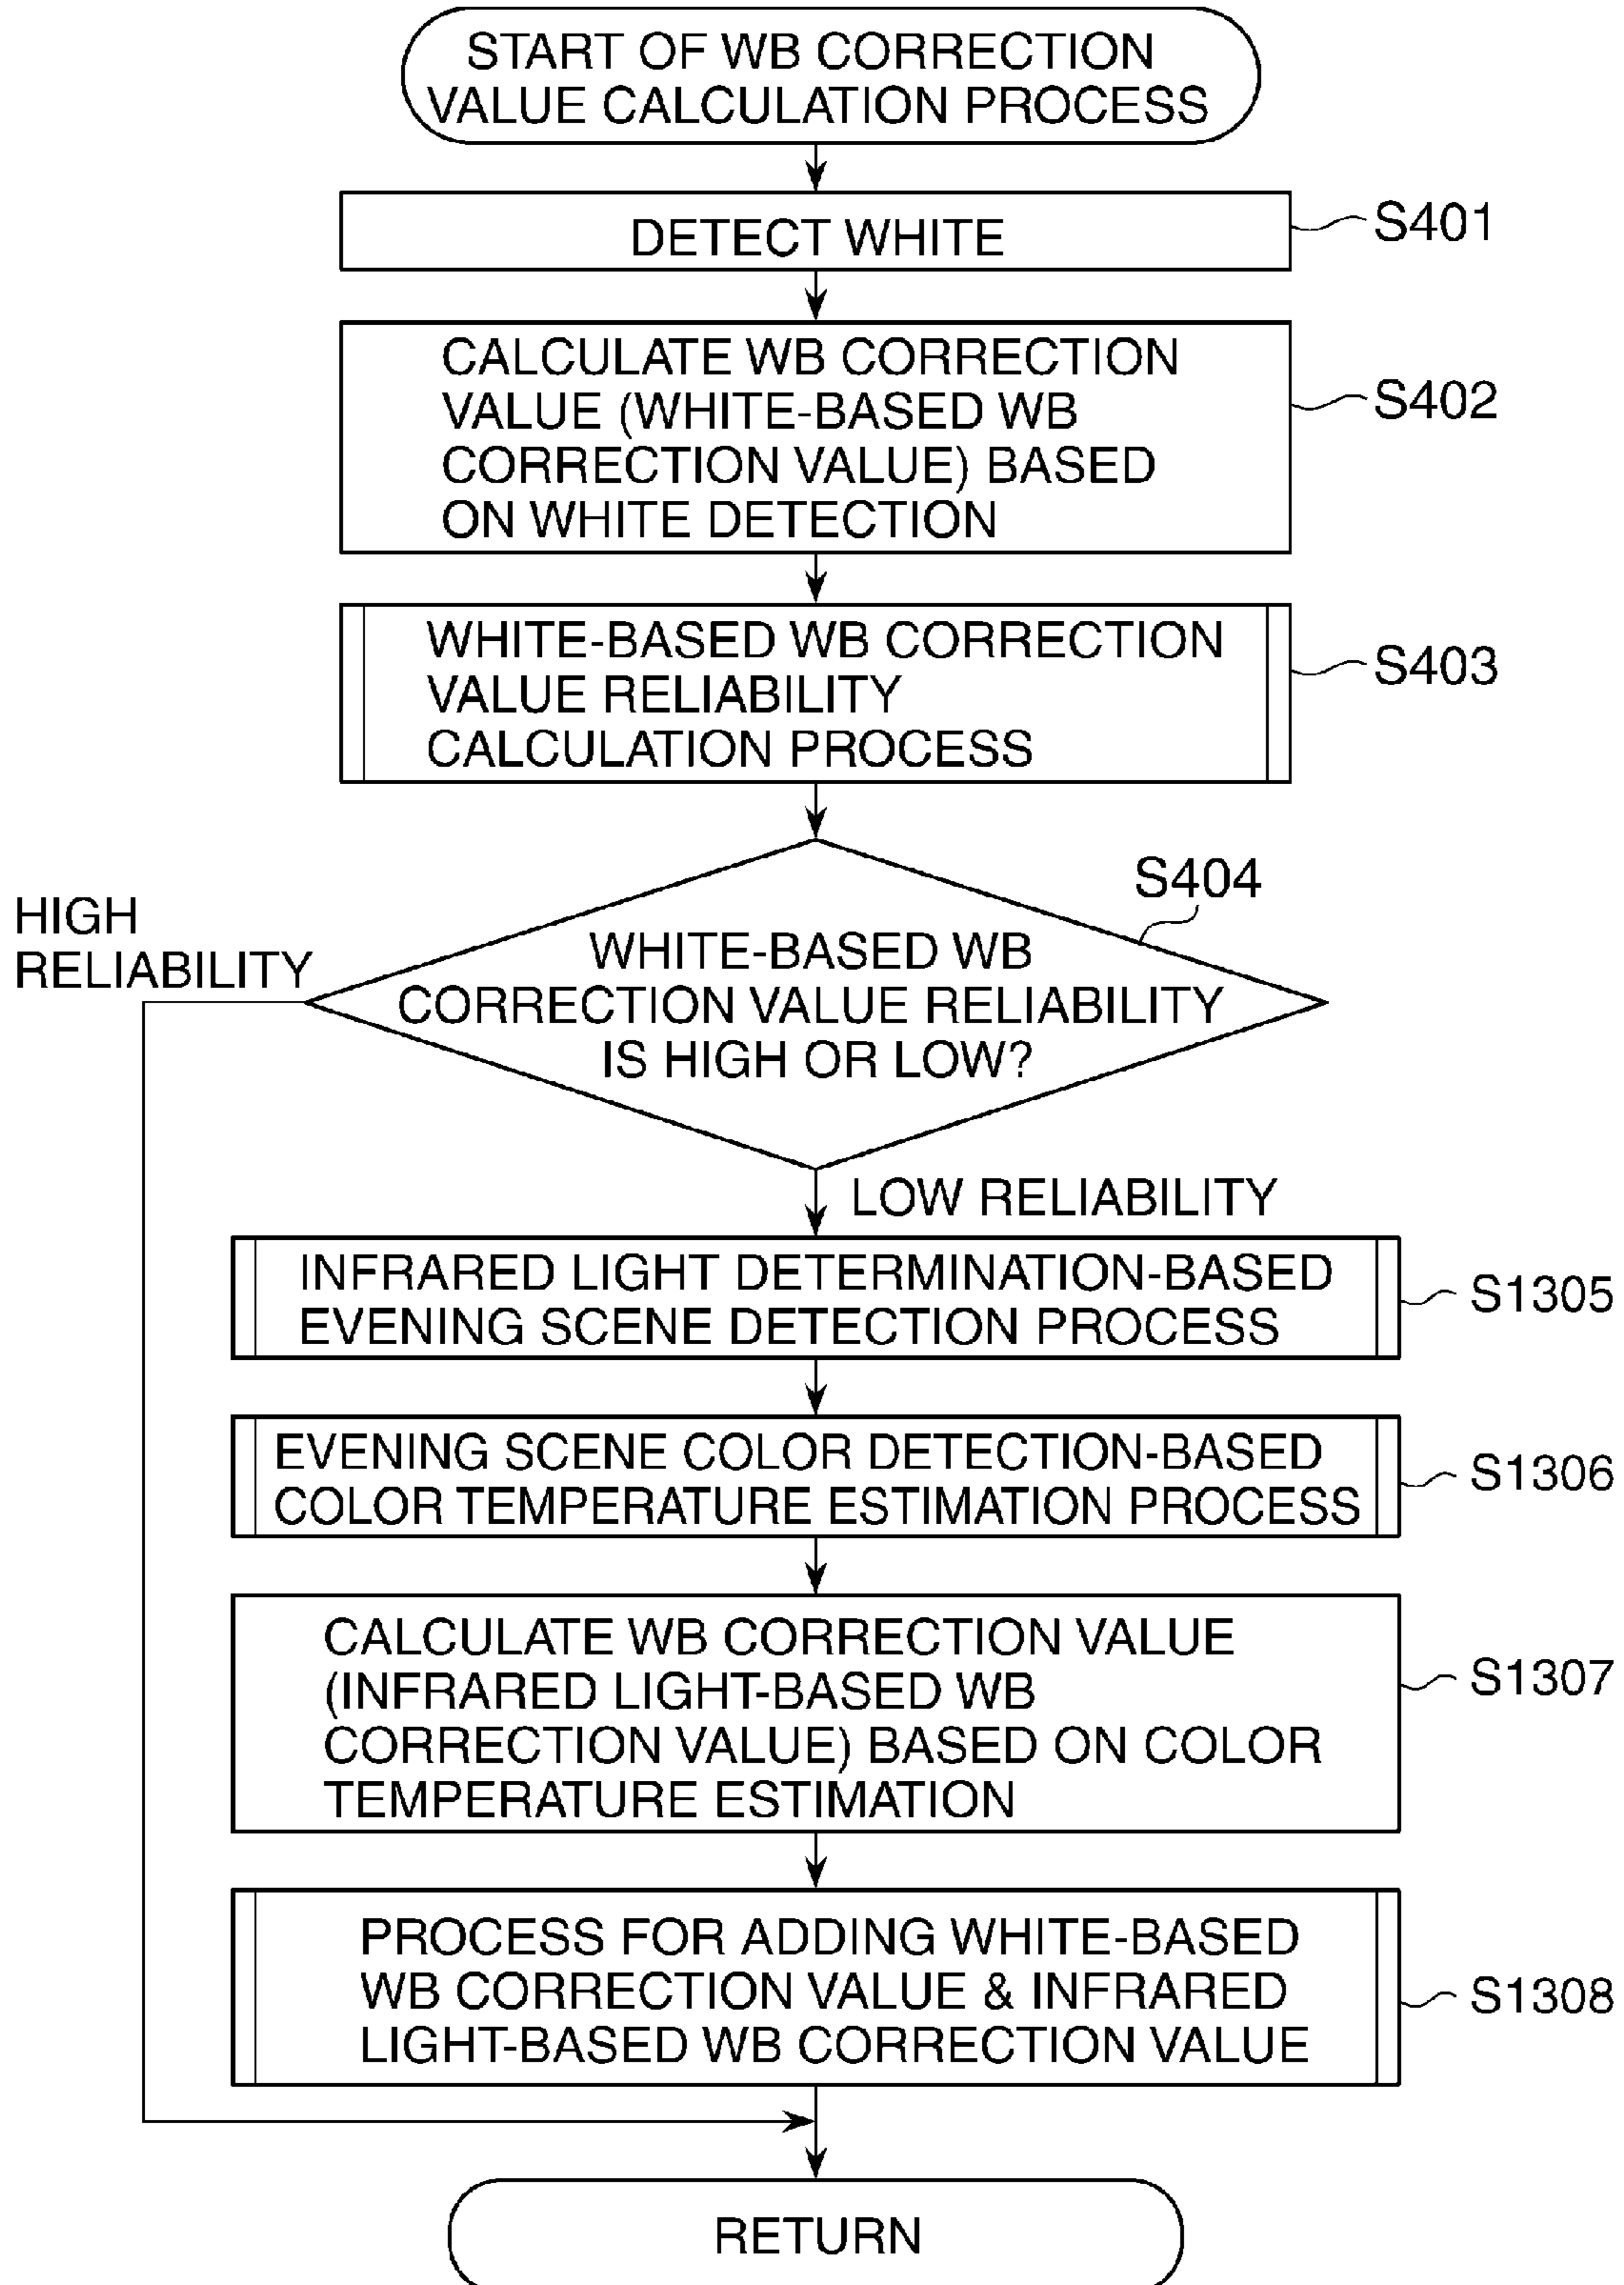 START OF WB CORRECTION
VALUE CALCULATION PROCESS
DETECT WHITE
S401
CALCULATE WB CORRECTION
VALUE (WHITE-BASED WB
CORRECTION VALUE) BASED
ON WHITE DETECTION
S402
WHITE-BASED WB CORRECTION
VALUE RELIABILITY
CALCULATION PROCESS
S403
S404
HIGH
RELIABILITY
WHITE-BASED WB
CORRECTION VALUE RELIABILITY
IS HIGH OR LOW?
LOW RELIABILITY
INFRARED LIGHT DETERMINATION-BASED
EVENING SCENE DETECTION PROCESS
S1305
EVENING SCENE COLOR DETECTION-BASED
COLOR TEMPERATURE ESTIMATION PROCESS
S1306
CALCULATE WB CORRECTION VALUE
(INFRARED LIGHT-BASED WB
CORRECTION VALUE) BASED ON COLOR
TEMPERATURE ESTIMATION
S1307
PROCESS FOR ADDING WHITE-BASED
WB CORRECTION VALUE & INFRARED
LIGHT-BASED WB CORRECTION VALUE
S1308
RETURN